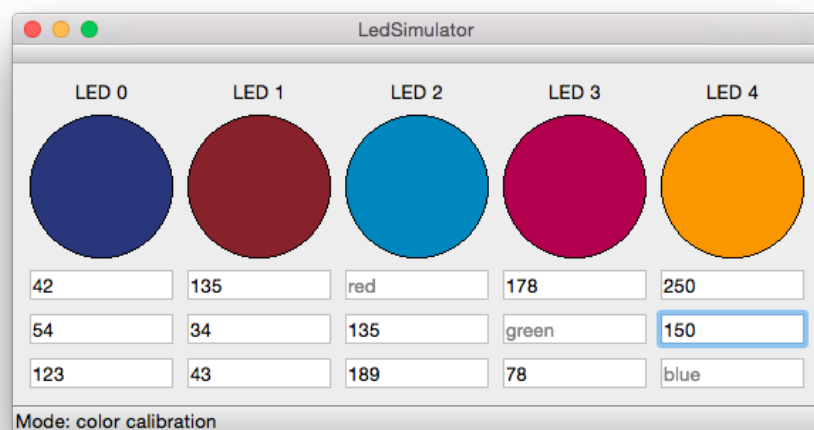 LedSimulator
LED 0 LED 1 LED 2 LED 3 LED 4
42 135 red 178 250
54 34 135 green 150
123 43 189 78 blue
Mode: color calibration